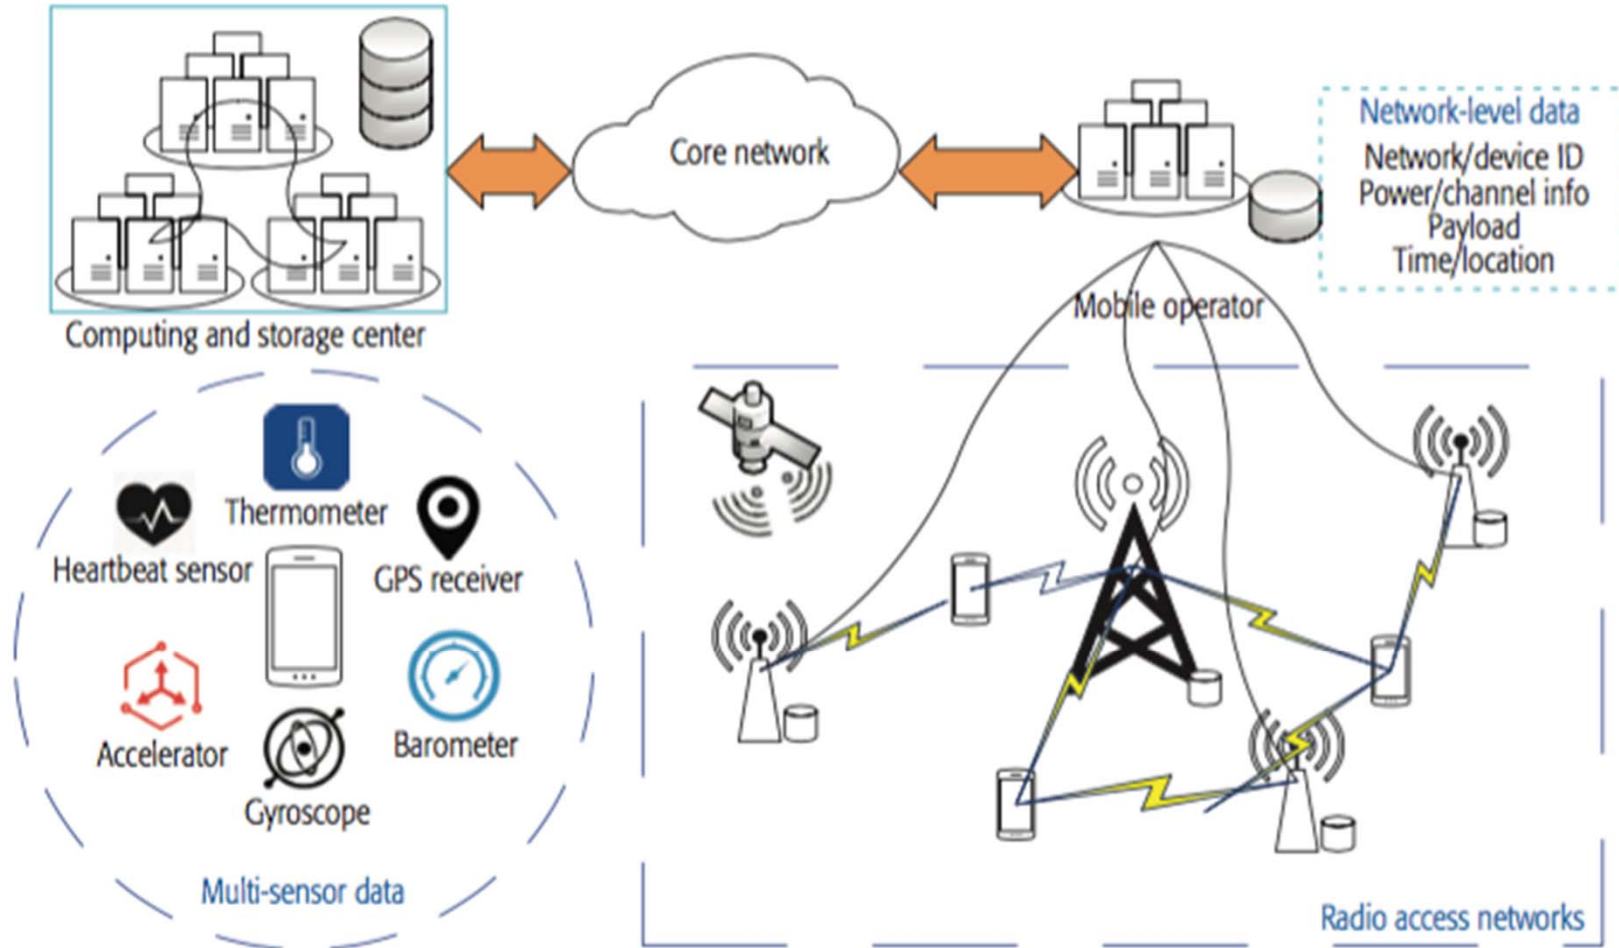 Core network
Network-level data
Network/device ID
Power/channel info
Payload
Time/location
Computing and storage center
Mobile operator
Thermometer
Heartbeat sensor
GPS receiver
Accelerator
Barometer
Gyroscope
Multi-sensor data
Radio access networks